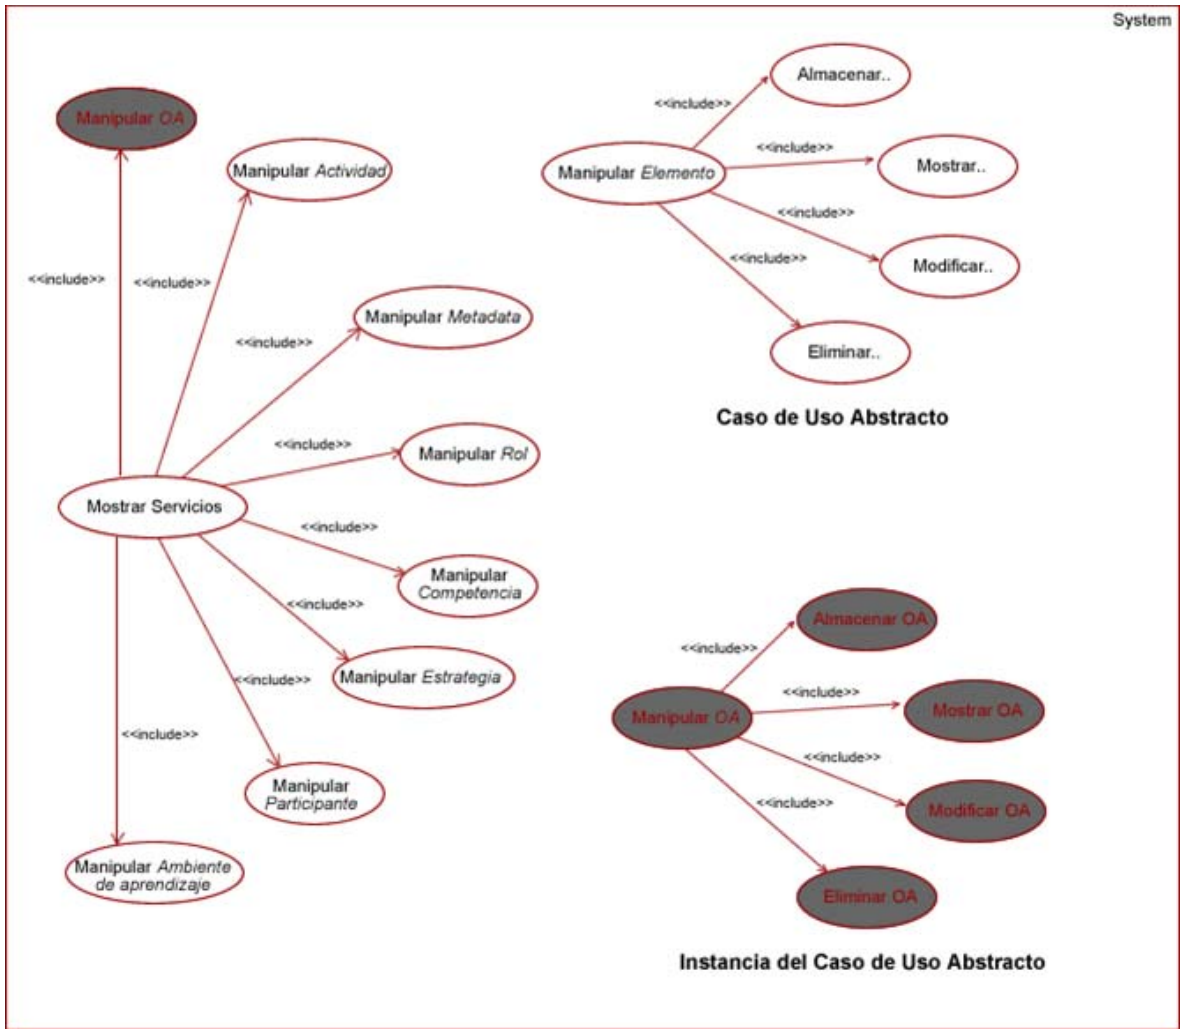 System
Manipular OA
Manipular Actividad
<<include>>
<<include>>
Manipular Metadata
<<include>>
<<include>>
Manipular Rol
Mostrar Servicios
<<include>>
Manipular
Competencia
<<include>>
Manipular Estrategia
<<include>>
Manipular
Participante
<<include>>
Manipular Ambiente
de aprendizaje
Almacenar..
<<include>>
Manipular Elemento
<<include>>
Mostrar..
<<include>>
Modificar..
<<include>>
Eliminar..
Caso de Uso Abstracto
Almacenar OA
<<include>>
Manipular OA
<<include>>
Mostrar OA
<<include>>
Modificar OA
<<include>>
Eliminar OA
Instancia del Caso de Uso Abstracto